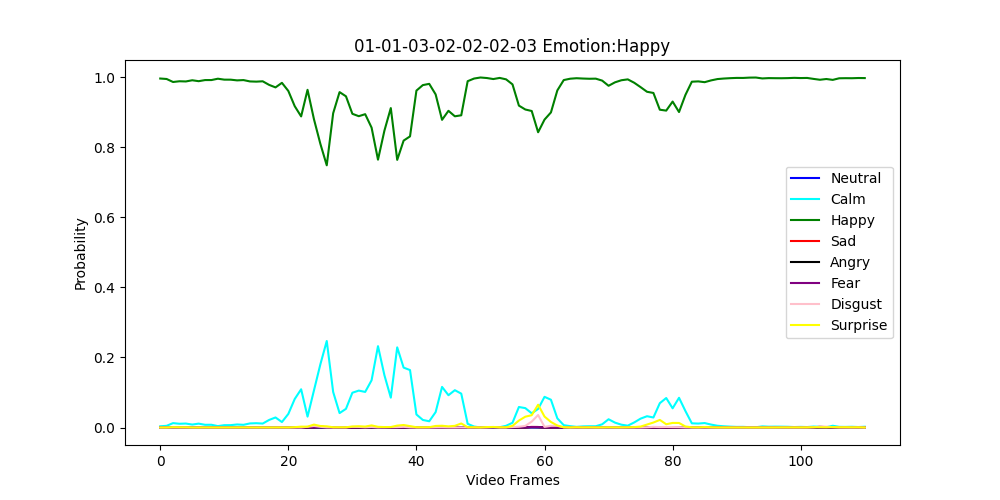 01-01-03-02-02-02-03 Emotion:Happy
1.0
0.8
0.6
0.4
0.2
0.0
Probability
Neutral
Calm
Happy
Sad
Angry
Fear
Disgust
Surprise
0 20 40 60 80 100
Video Frames